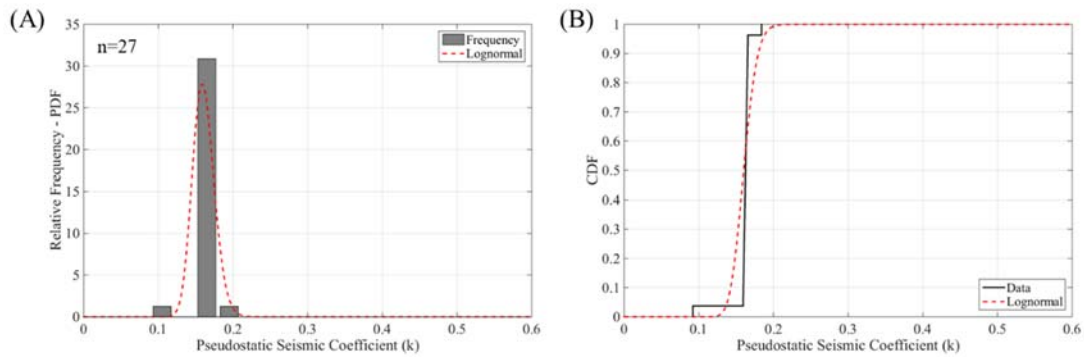 (A)
n=27
Frequency
Lognormal
Relative Frequency - PDF
35
30
25
20
15
10
5
0
0 0.1 0.2 0.3 0.4 0.5 0.6
Pseudostatic Seismic Coefficient (k)
(B)
CDF
1
0.9
0.8
0.7
0.6
0.5
0.4
0.3
0.2
0.1
0
Data
Lognormal
0 0.1 0.2 0.3 0.4 0.5 0.6
Pseudostatic Seismic Coefficient (k)